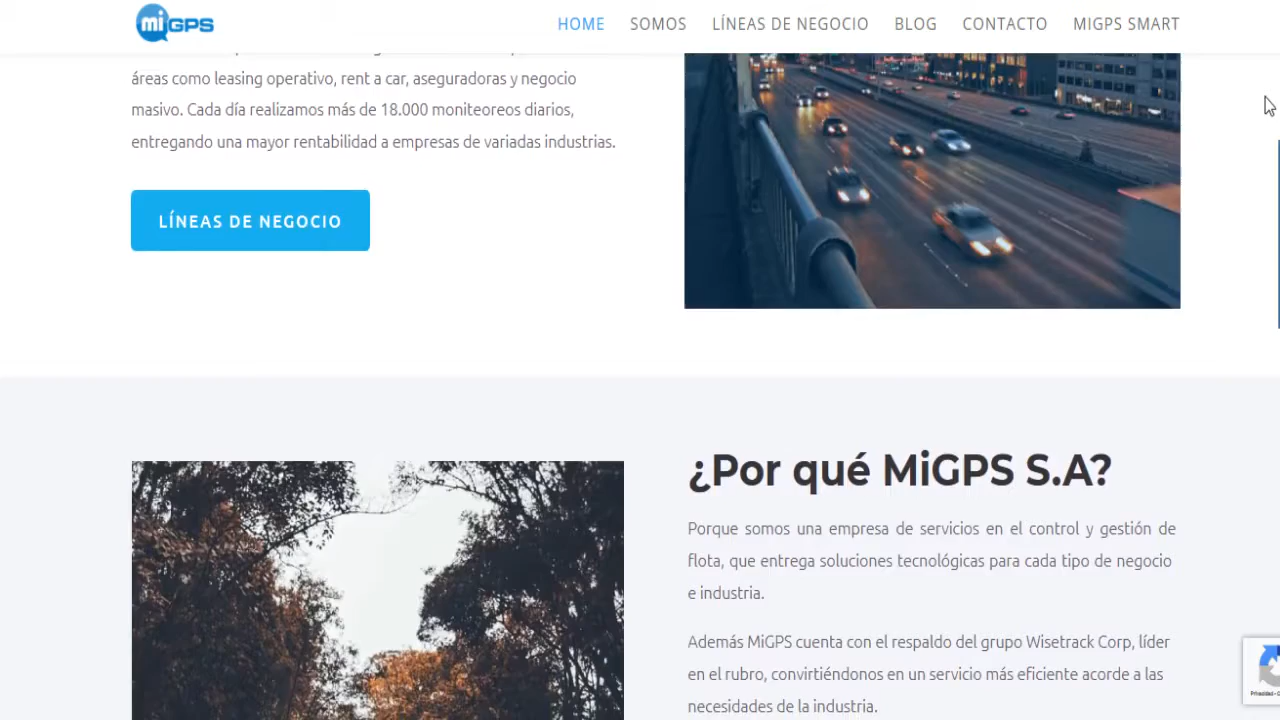 miGPS
HOME SOMOS LÍNEAS DE NEGOCIO BLOG CONTACTO MIGPS SMART
áreas como leasing operativo, rent a car, aseguradoras y negocio
masivo. Cada día realizamos más de 18.000 moniteoreos diarios,
entregando una mayor rentabilidad a empresas de variadas industrias.
LÍNEAS DE NEGOCIO
¿Por qué MiGPS S.A?
Porque somos una empresa de servicios en el control y gestión de
flota, que entrega soluciones tecnológicas para cada tipo de negocio
e industria.
Además MiGPS cuenta con el respaldo del grupo Wisetrack Corp, líder
en el rubro, convirtiéndonos en un servicio más eficiente acorde a las
necesidades de la industria.
Privacidad